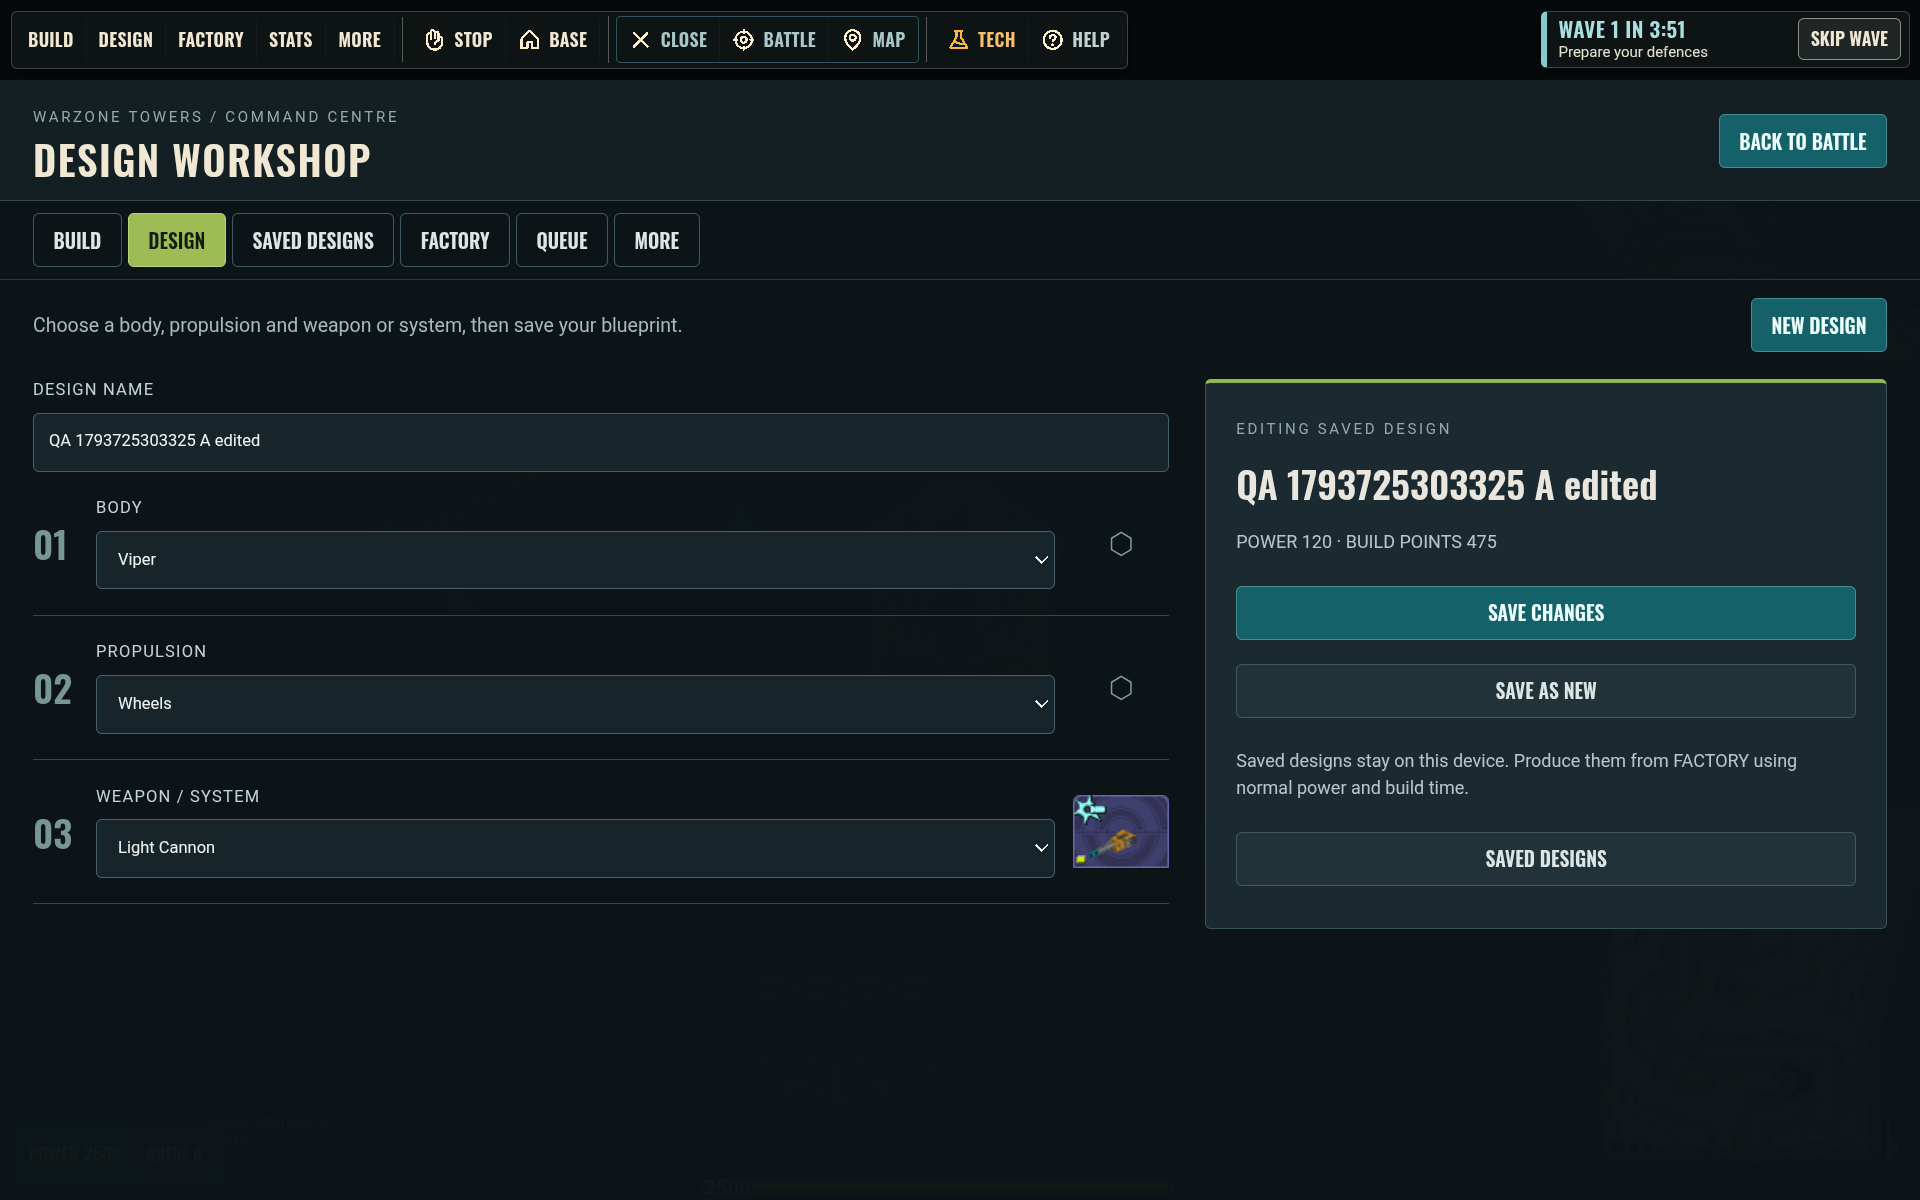 BUILD DESIGN FACTORY STATS MORE STOP BASE CLOSE BATTLE MAP TECH HELP
WAVE 1 IN 3:51
Prepare your defences
SKIP WAVE
WARZONE TOWERS / COMMAND CENTRE
DESIGN WORKSHOP
BACK TO BATTLE
BUILD DESIGN SAVED DESIGNS FACTORY QUEUE MORE
Choose a body, propulsion and weapon or system, then save your blueprint.
NEW DESIGN
DESIGN NAME
QA 1793725303325 A edited
01
BODY
Viper
02
PROPULSION
Wheels
03
WEAPON / SYSTEM
Light Cannon
EDITING SAVED DESIGN
QA 1793725303325 A edited
POWER 120 · BUILD POINTS 475
SAVE CHANGES
SAVE AS NEW
Saved designs stay on this device. Produce them from FACTORY using
normal power and build time.
SAVED DESIGNS
POWER 2508 QUEUE 0
2508